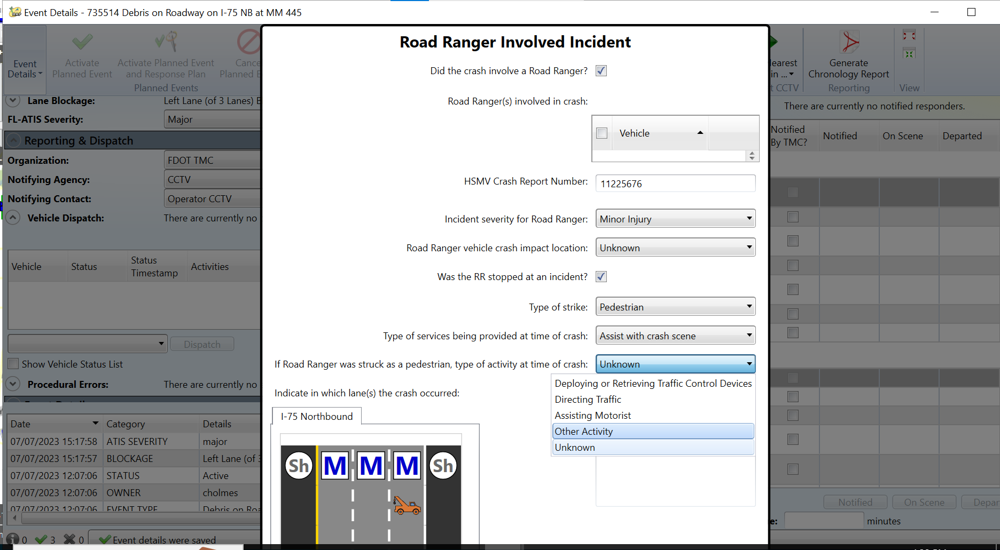 Event Details - 735514 Debris on Roadway on I-75 NB at MM 445
Event
Details
Activate
Planned Event
Activate Planned Event
and Response Plan
Cance
Planned E
Planned Events
Lane Blockage:
Left Lane (of 3 Lanes) B
FL-ATIS Severity:
Major
Reporting & Dispatch
Organization:
FDOT TMC
Notifying Agency:
CCTV
Notifying Contact:
Operator CCTV
Vehicle Dispatch:
There are currently no
Vehicle
Status
Status
Timestamp
Activities
Dispatch
Show Vehicle Status List
Procedural Errors:
There are currently no
Date
Category
Details
07/07/2023 15:17:58 ATIS SEVERITY major
07/07/2023 15:17:57 BLOCKAGE Left Lane (of 3
07/07/2023 12:07:06 STATUS Active
07/07/2023 12:07:06 OWNER cholmes
07/07/2023 12:07:06 EVENT TYPE Debris on Roa
0 3 0
Event details were saved
Road Ranger Involved Incident
Did the crash involve a Road Ranger?
Road Ranger(s) involved in crash:
Vehicle
HSMV Crash Report Number:
11225676
Incident severity for Road Ranger:
Minor Injury
Road Ranger vehicle crash impact location:
Unknown
Was the RR stopped at an incident?
Type of strike:
Pedestrian
Type of services being provided at time of crash:
Assist with crash scene
If Road Ranger was struck as a pedestrian, type of activity at time of crash:
Unknown
Deploying or Retrieving Traffic Control Devices
Directing Traffic
Assisting Motorist
Other Activity
Unknown
Indicate in which lane(s) the crash occurred:
I-75 Northbound
Sh M M M Sh
earest
in ...
t CCTV
Generate
Chronology Report
Reporting
View
There are currently no notified responders.
Notified
By TMC?
Notified
On Scene
Departed
Notified
On Scene
Depar
e:
minutes